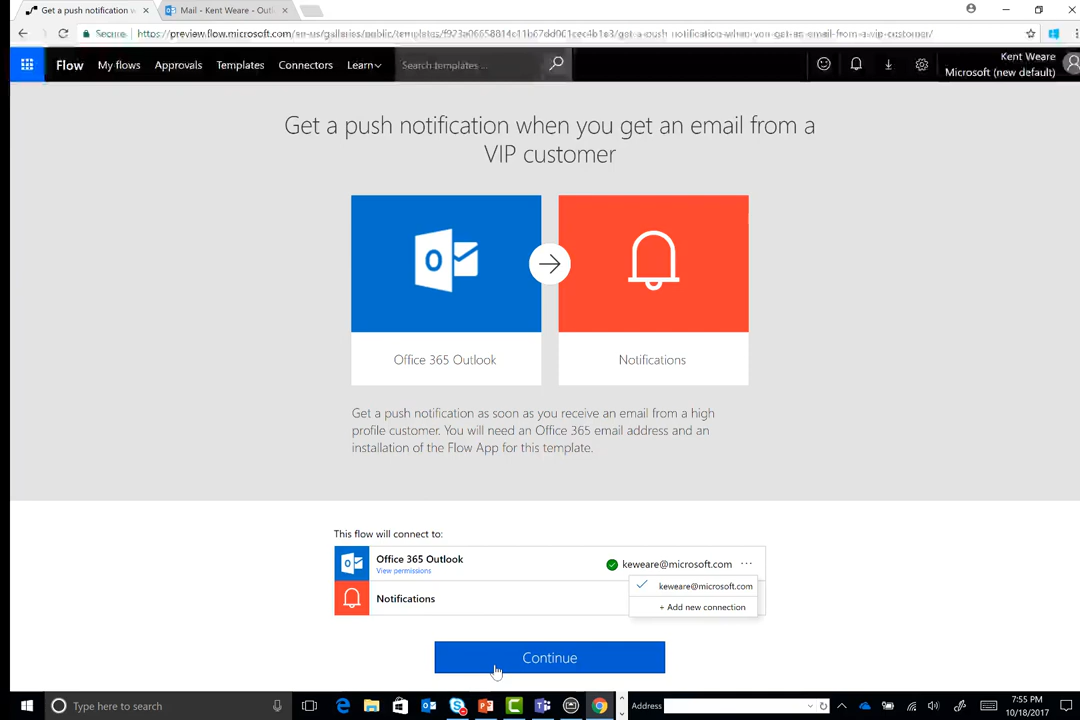 Get a push notification w
Mail - Kent Weare - Outl
Secure
Flow
My flows
Approvals
Templates
Connectors
Learn
Search templates ...
Kent Weare
Microsoft (new default)
Get a push notification when you get an email from a
VIP customer
Office 365 Outlook
Notifications
Get a push notification as soon as you receive an email from a high
profile customer. You will need an Office 365 email address and an
installation of the Flow App for this template.
This flow will connect to:
Office 365 Outlook
View permissions
keweare@microsoft.com
Notifications
keweare@microsoft.com
+ Add new connection
Continue
Type here to search
Address
7:55 PM
10/18/2017